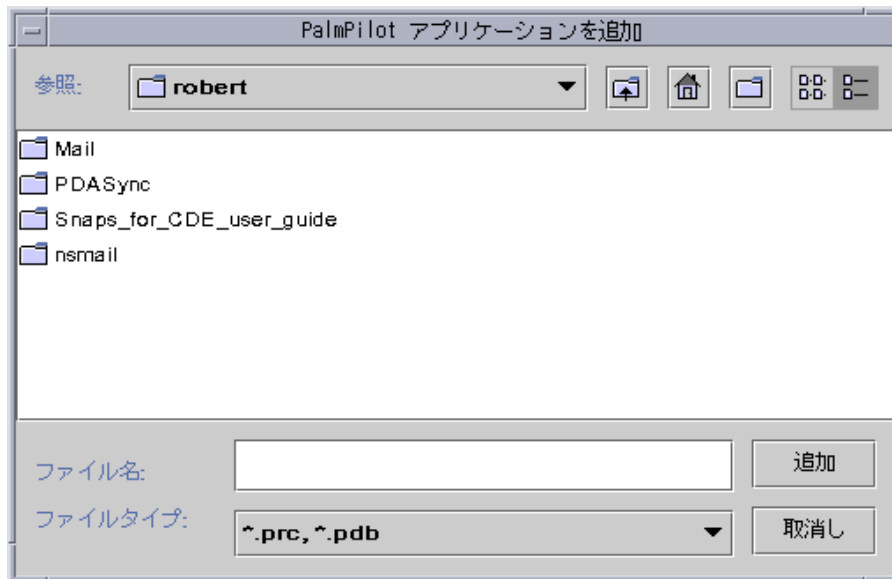 PalmPilot アプリケーションを追加
参照:
robert
Mail
PDASync
Snaps_for_CDE_user_guide
nsmail
ファイル名:
追加
ファイルタイプ:
*.prc, *.pdb
取消し